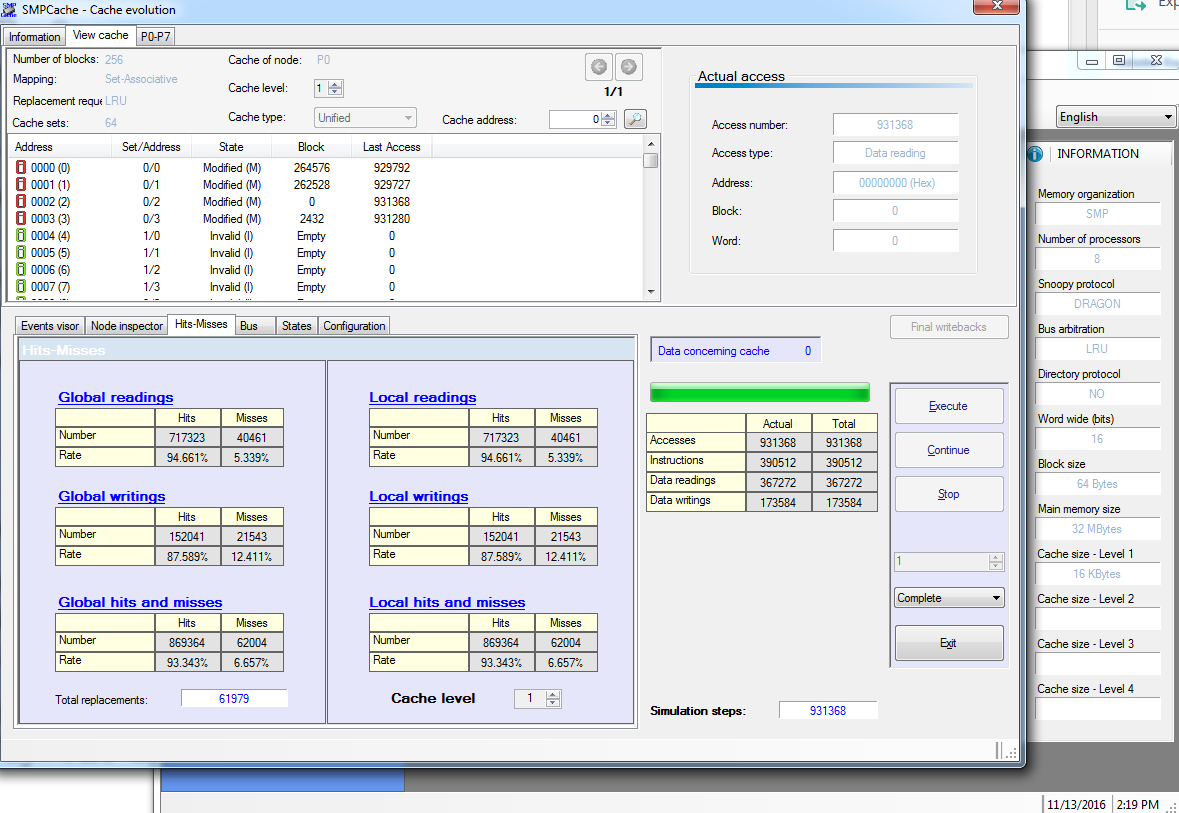 SMPCache - Cache evolution
Information View cache P0-P7
Number of blocks: 256 Cache of node: P0
Mapping: Set-Associative
Cache level: 1
Replacement reque LRU
1/1
Cache sets: 64 Cache type: Unified Cache address: 0
Address Set/Address State Block Last Access
0000 (0) 0/0 Modified (M) 264576 929792
0001 (1) 0/1 Modified (M) 262528 929727
0002 (2) 0/2 Modified (M) 0 931368
0003 (3) 0/3 Modified (M) 2432 931280
0004 (4) 1/0 Invalid (I) Empty 0
0005 (5) 1/1 Invalid (I) Empty 0
0006 (6) 1/2 Invalid (I) Empty 0
0007 (7) 1/3 Invalid (I) Empty 0
Actual access
Access number: 931368
Access type: Data reading
Address: 00000000 (Hex)
Block: 0
Word: 0
Events visor Node inspector Hits-Misses Bus States Configuration
Hits-Misses
Global readings
Hits Misses
Number 717323 40461
Rate 94.661% 5.339%
Global writings
Hits Misses
Number 152041 21543
Rate 87.589% 12.411%
Global hits and misses
Hits Misses
Number 869364 62004
Rate 93.343% 6.657%
Total replacements: 61979
Local readings
Hits Misses
Number 717323 40461
Rate 94.661% 5.339%
Local writings
Hits Misses
Number 152041 21543
Rate 87.589% 12.411%
Local hits and misses
Hits Misses
Number 869364 62004
Rate 93.343% 6.657%
Cache level 1
Data concerning cache 0
Actual Total
Accesses 931368 931368
Instructions 390512 390512
Data readings 367272 367272
Data writings 173584 173584
Simulation steps: 931368
Final writebacks
Execute
Continue
Stop
1
Complete
Exit
English
INFORMATION
Memory organization
SMP
Number of processors
8
Snoopy protocol
DRAGON
Bus arbitration
LRU
Directory protocol
NO
Word wide (bits)
16
Block size
64 Bytes
Main memory size
32 MBytes
Cache size - Level 1
16 KBytes
Cache size - Level 2
Cache size - Level 3
Cache size - Level 4
11/13/2016 2:19 PM